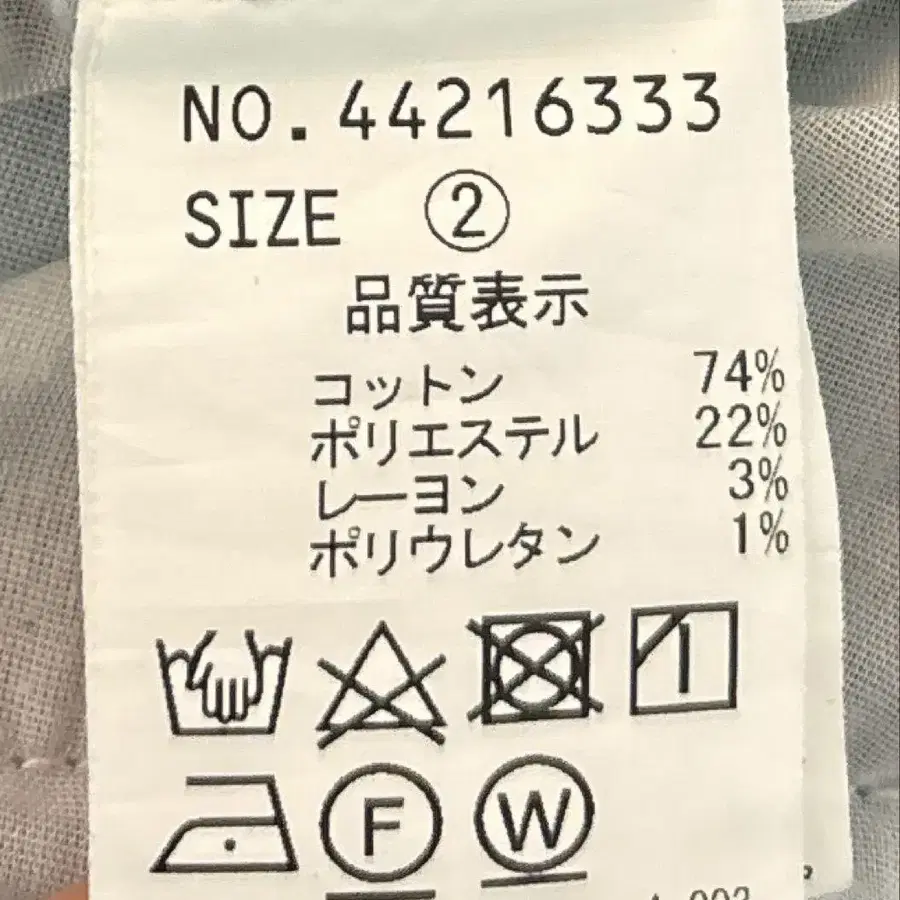 NO.44216333
SIZE ②
品質表示
コットン 74%
ポリエステル 22%
レーヨン 3%
ポリウレタン 1%
F W